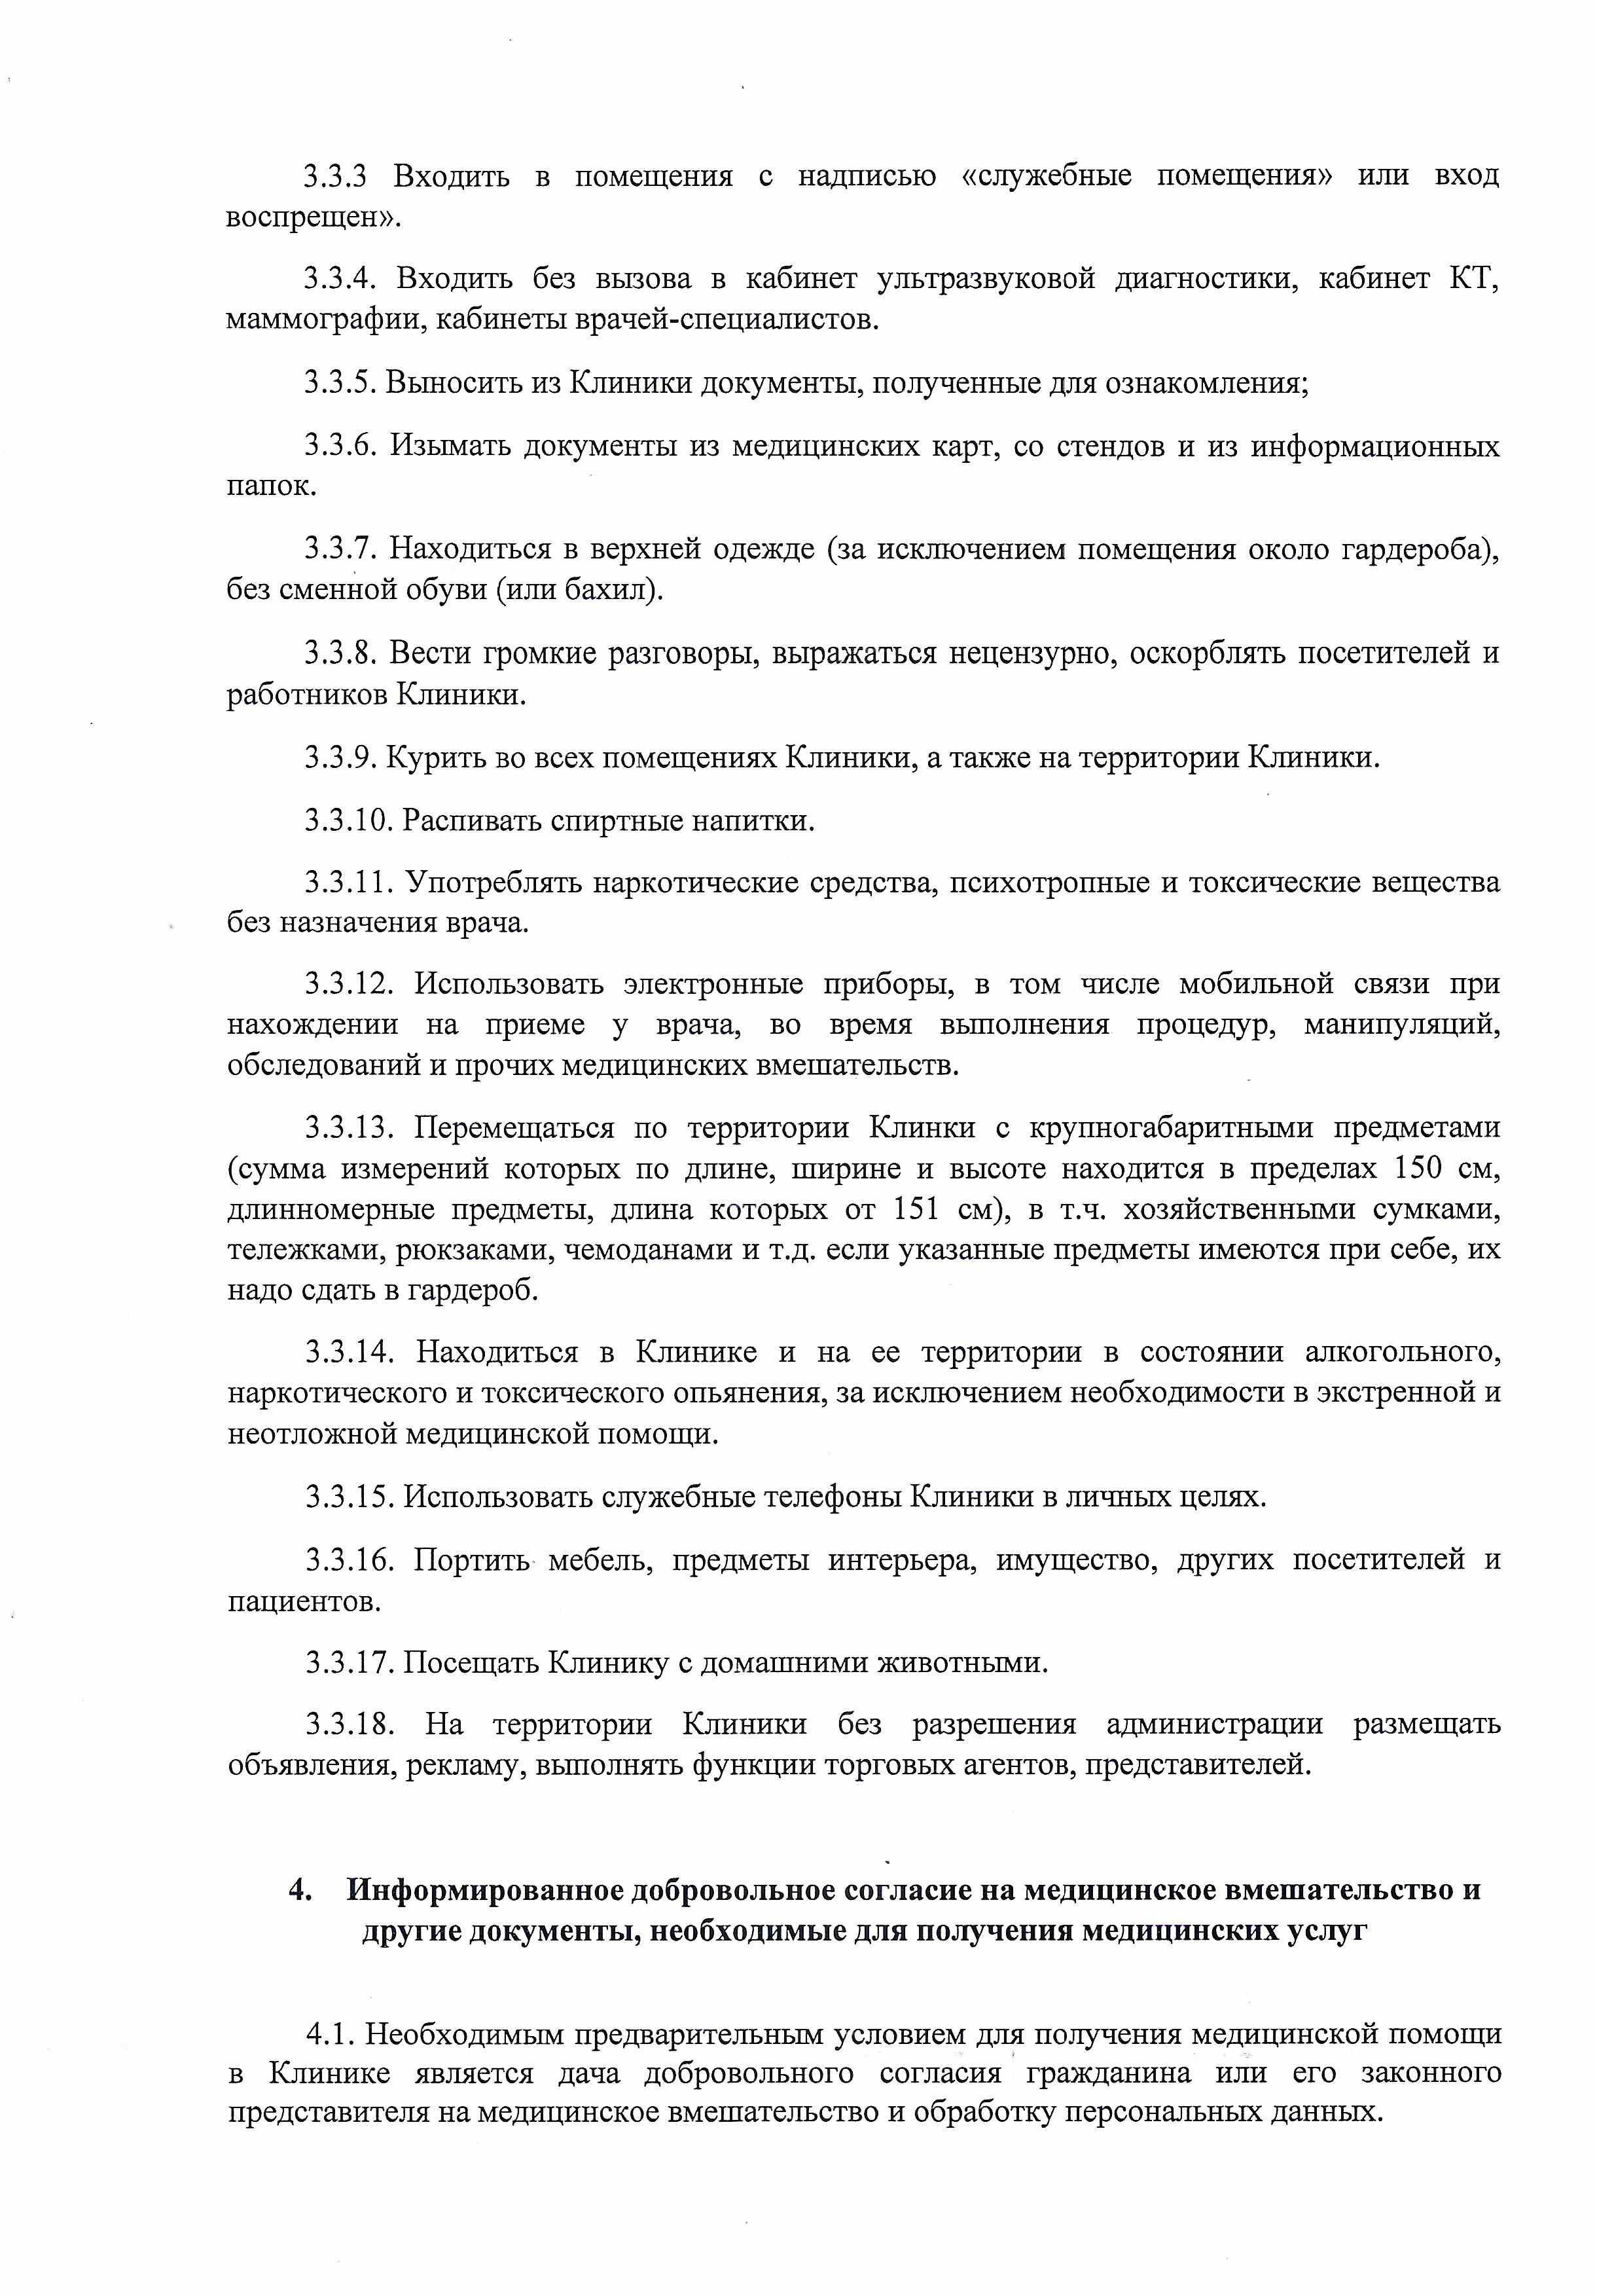 3.3.3 Входить в помещения с надписью «служебные помещения» или вход
воспрещен».
3.3.4. Входить без вызова в кабинет ультразвуковой диагностики, кабинет КТ,
маммографии, кабинеты врачей-специалистов.
3.3.5. Выносить из Клиники документы, полученные для ознакомления;
3.3.6. Изымать документы из медицинских карт, со стендов и из информационных
папок.
3.3.7. Находиться в верхней одежде (за исключением помещения около гардероба),
без сменной обуви (или бахил).
3.3.8. Вести громкие разговоры, выражаться нецензурно, оскорблять посетителей и
работников Клиники.
3.3.9. Курить во всех помещениях Клиники, а также на территории Клиники.
3.3.10. Распивать спиртные напитки.
3.3.11. Употреблять наркотические средства, психотропные и токсические вещества
без назначения врача.
3.3.12. Использовать электронные приборы, в том числе мобильной связи при
нахождении на приеме у врача, во время выполнения процедур, манипуляций,
обследований и прочих медицинских вмешательств.
3.3.13. Перемещаться по территории Клинки с крупногабаритными предметами
(сумма измерений которых по длине, ширине и высоте находится в пределах 150 см,
длинномерные предметы, длина которых от 151 см), в т.ч. хозяйственными сумками,
тележками, рюкзаками, чемоданами и т.д. если указанные предметы имеются при себе, их
надо сдать в гардероб.
3.3.14. Находиться в Клинике и на ее территории в состоянии алкогольного,
наркотического и токсического опьянения, за исключением необходимости в экстренной и
неотложной медицинской помощи.
3.3.15. Использовать служебные телефоны Клиники в личных целях.
3.3.16. Портить мебель, предметы интерьера, имущество, других посетителей и
пациентов.
3.3.17. Посещать Клинику с домашними животными.
3.3.18. На территории Клиники без разрешения администрации размещать
объявления, рекламу, выполнять функции торговых агентов, представителей.
4. Информированное добровольное согласие на медицинское вмешательство и
другие документы, необходимые для получения медицинских услуг
4.1. Необходимым предварительным условием для получения медицинской помощи
в Клинике является дача добровольного согласия гражданина или его законного
представителя на медицинское вмешательство и обработку персональных данных.